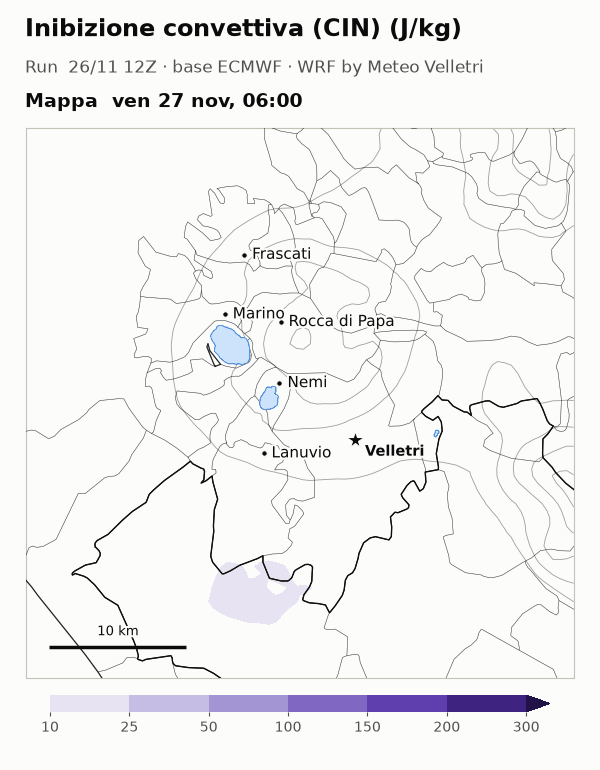 Inibizione convettiva (CIN) (J/kg)
Run  26/11 12Z · base ECMWF · WRF by Meteo Velletri
Mappa  ven 27 nov, 06:00
Frascati
Marino
Rocca di Papa
Nemi
Velletri
Lanuvio
10 km
10 25 50 100 150 200 300